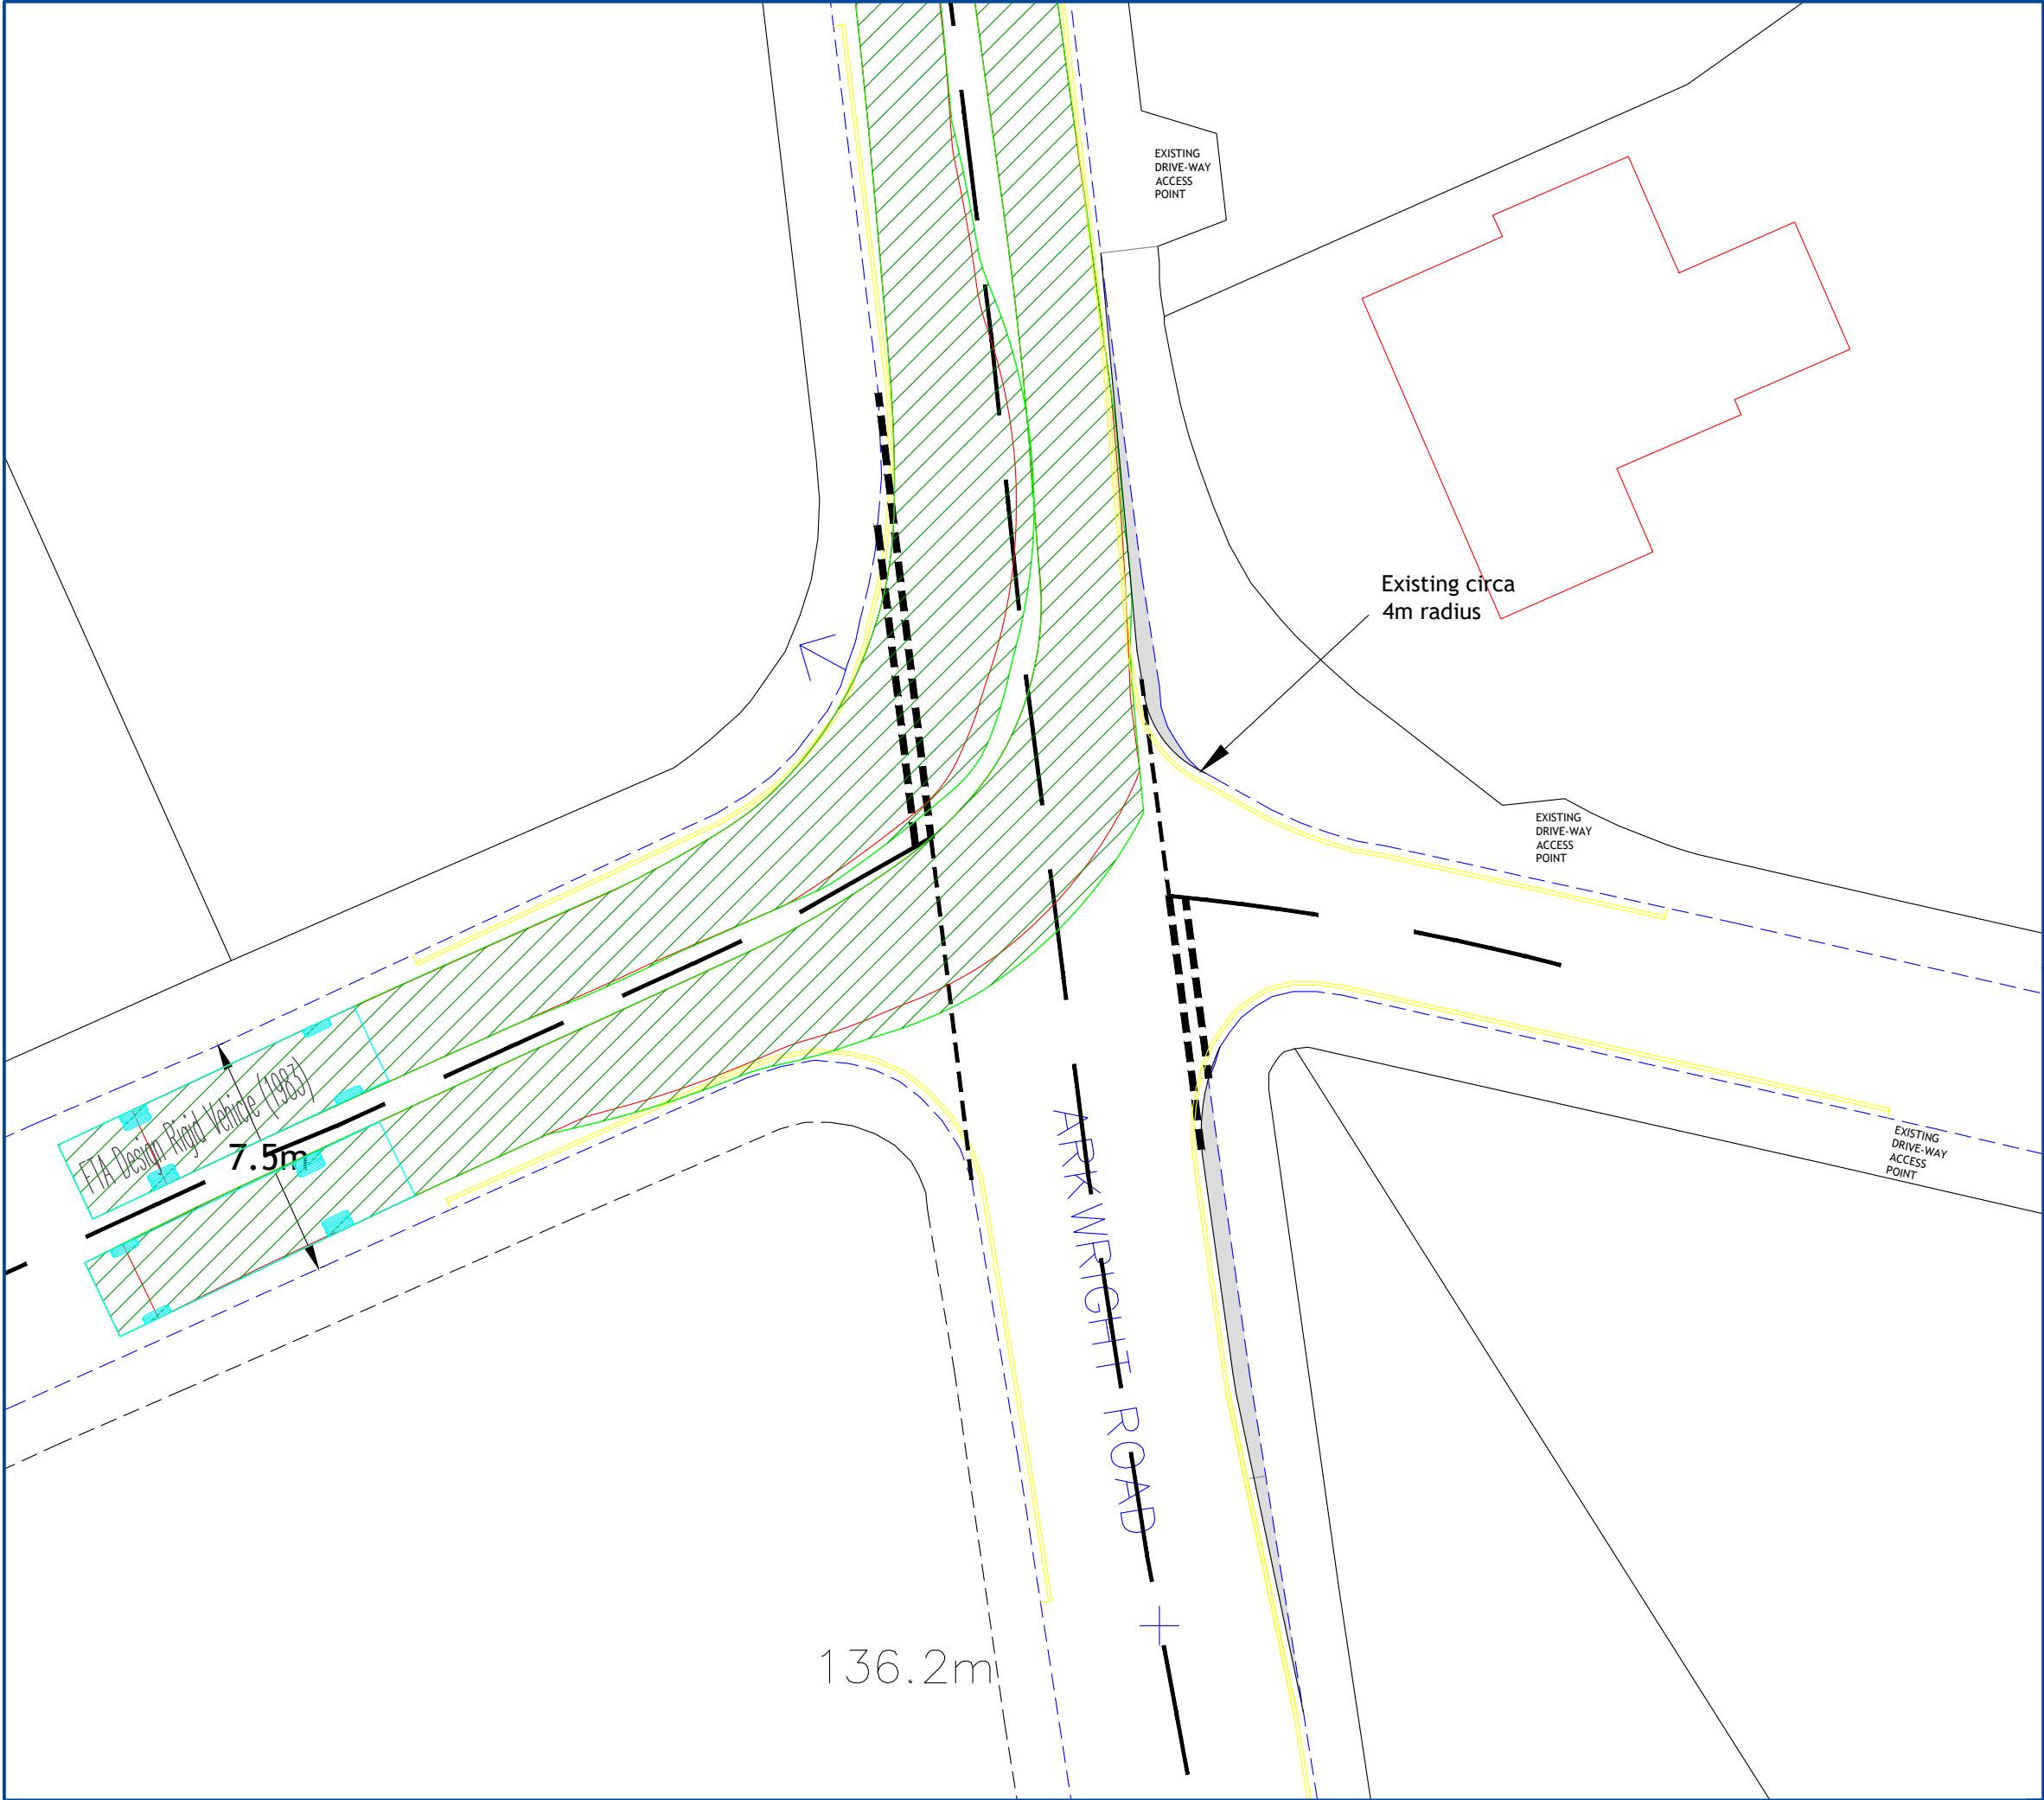 EXISTING
DRIVE-WAY
ACCESS
POINT
Existing circa
4m radius
EXISTING
DRIVE-WAY
ACCESS
POINT
FTA Design Rigid Vehicle (1983)
7.5m
EXISTING
DRIVE-WAY
ACCESS
POINT
ARKWRIGHT ROAD
136.2m